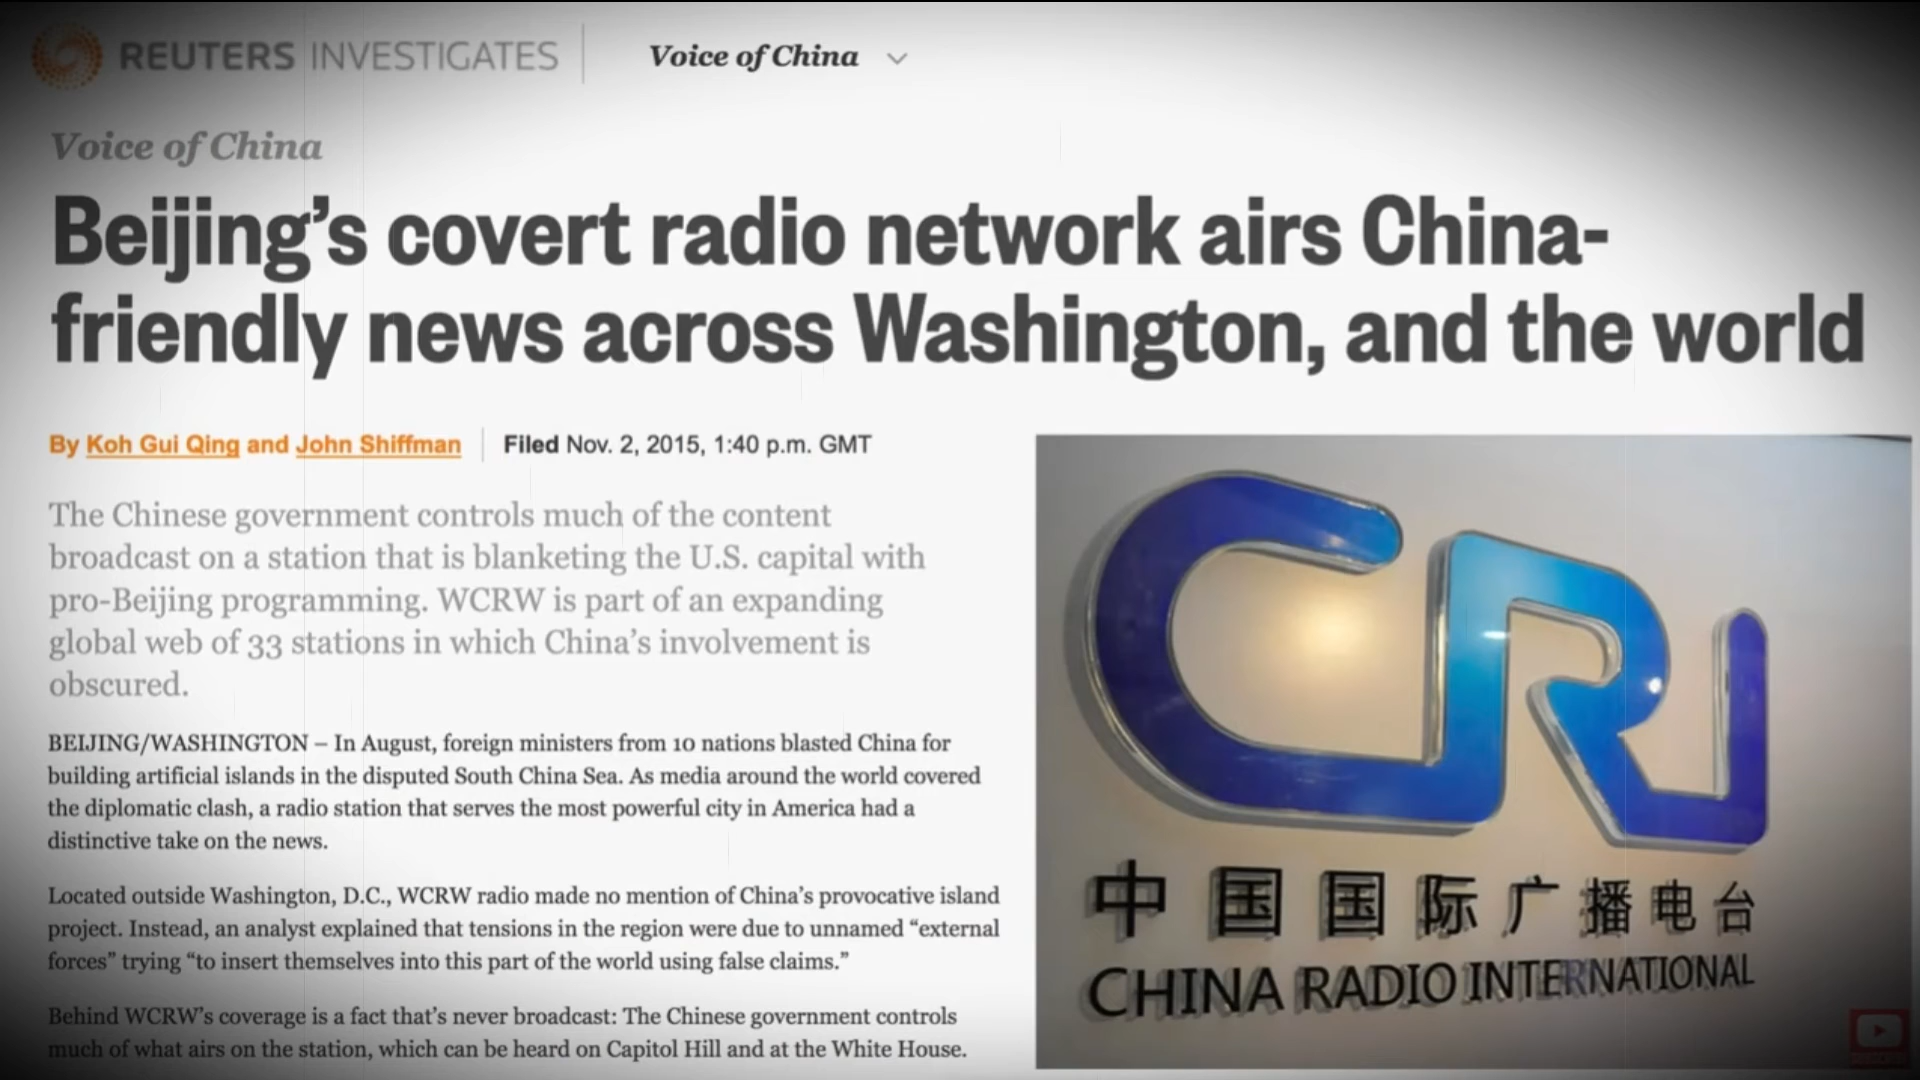 REUTERS INVESTIGATES
Voice of China
Voice of China
Beijing's covert radio network airs China-
friendly news across Washington, and the world
By Koh Gui Qing and John Shiffman
Filed Nov. 2, 2015, 1:40 p.m. GMT
The Chinese government controls much of the content
broadcast on a station that is blanketing the U.S. capital with
pro-Beijing programming. WCRW is part of an expanding
global web of 33 stations in which China's involvement is
obscured.
BEIJING/WASHINGTON – In August, foreign ministers from 10 nations blasted China for
building artificial islands in the disputed South China Sea. As media around the world covered
the diplomatic clash, a radio station that serves the most powerful city in America had a
distinctive take on the news.
Located outside Washington, D.C., WCRW radio made no mention of China's provocative island
project. Instead, an analyst explained that tensions in the region were due to unnamed “external
forces” trying “to insert themselves into this part of the world using false claims.”
Behind WCRW's coverage is a fact that's never broadcast: The Chinese government controls
much of what airs on the station, which can be heard on Capitol Hill and at the White House.
CRI
中国国际广播电台
CHINA RADIO INTERNATIONAL